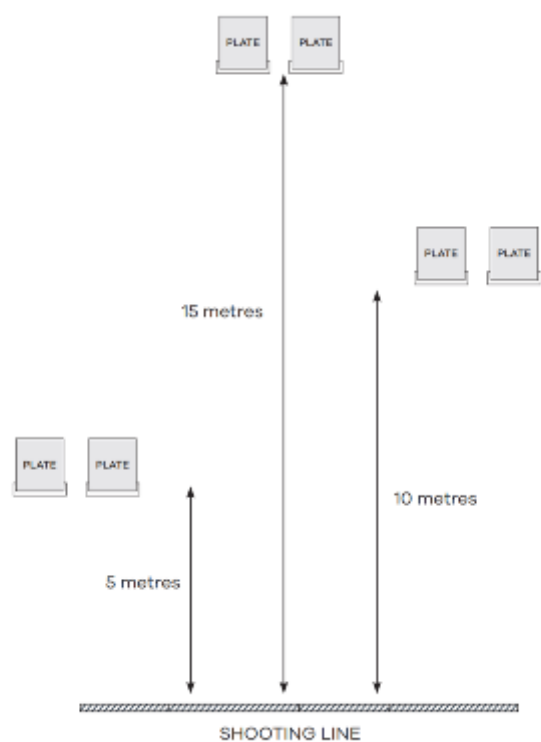 PLATE PLATE
PLATE PLATE
15 metres
PLATE PLATE
10 metres
5 metres
SHOOTING LINE